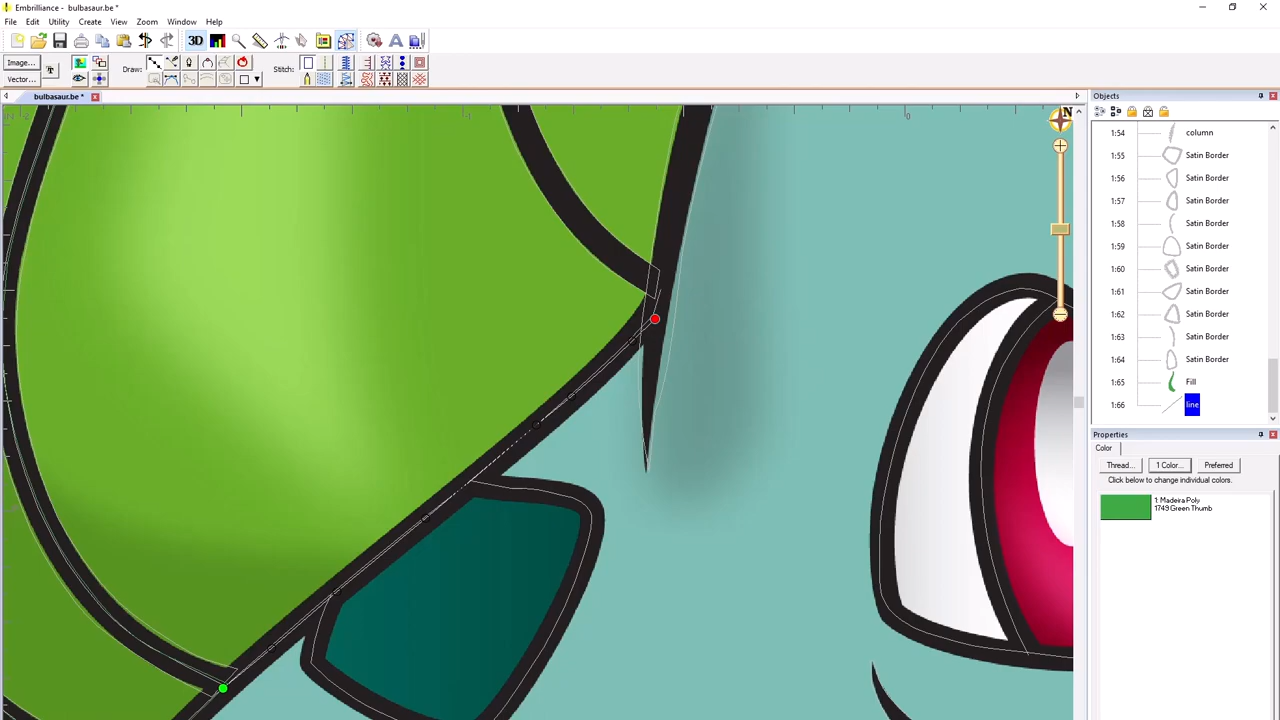 Embrilliance - bulbasaur.be *
File Edit Utility Create View Zoom Window Help
3D
Image... T Draw: Stitch:
Vector...
bulbasaur.be *
N
0
Objects
1:54 column
1:55 Satin Border
1:56 Satin Border
1:57 Satin Border
1:58 Satin Border
1:59 Satin Border
1:60 Satin Border
1:61 Satin Border
1:62 Satin Border
1:63 Satin Border
1:64 Satin Border
1:65 Fill
1:66 line
Properties
Color
Thread... 1 Color... Preferred
Click below to change individual colors.
1: Madeira Poly
1749 Green Thumb